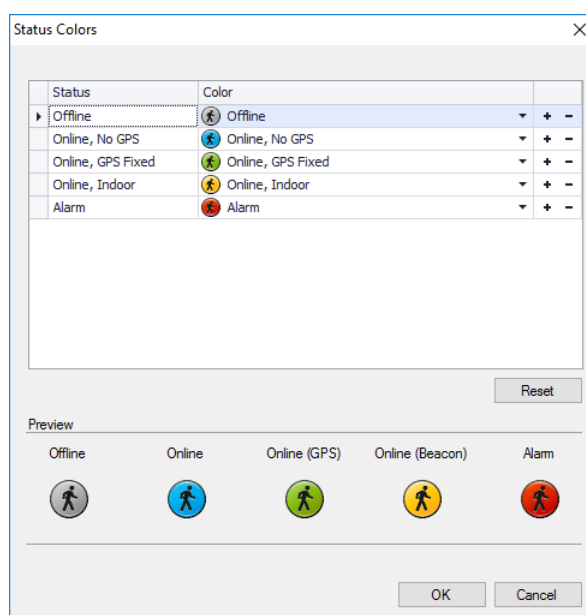 Status Colors
Status Color
Offline Offline
Online, No GPS Online, No GPS
Online, GPS Fixed Online, GPS Fixed
Online, Indoor Online, Indoor
Alarm Alarm
Reset
Preview
Offline Online Online (GPS) Online (Beacon) Alarm
OK Cancel